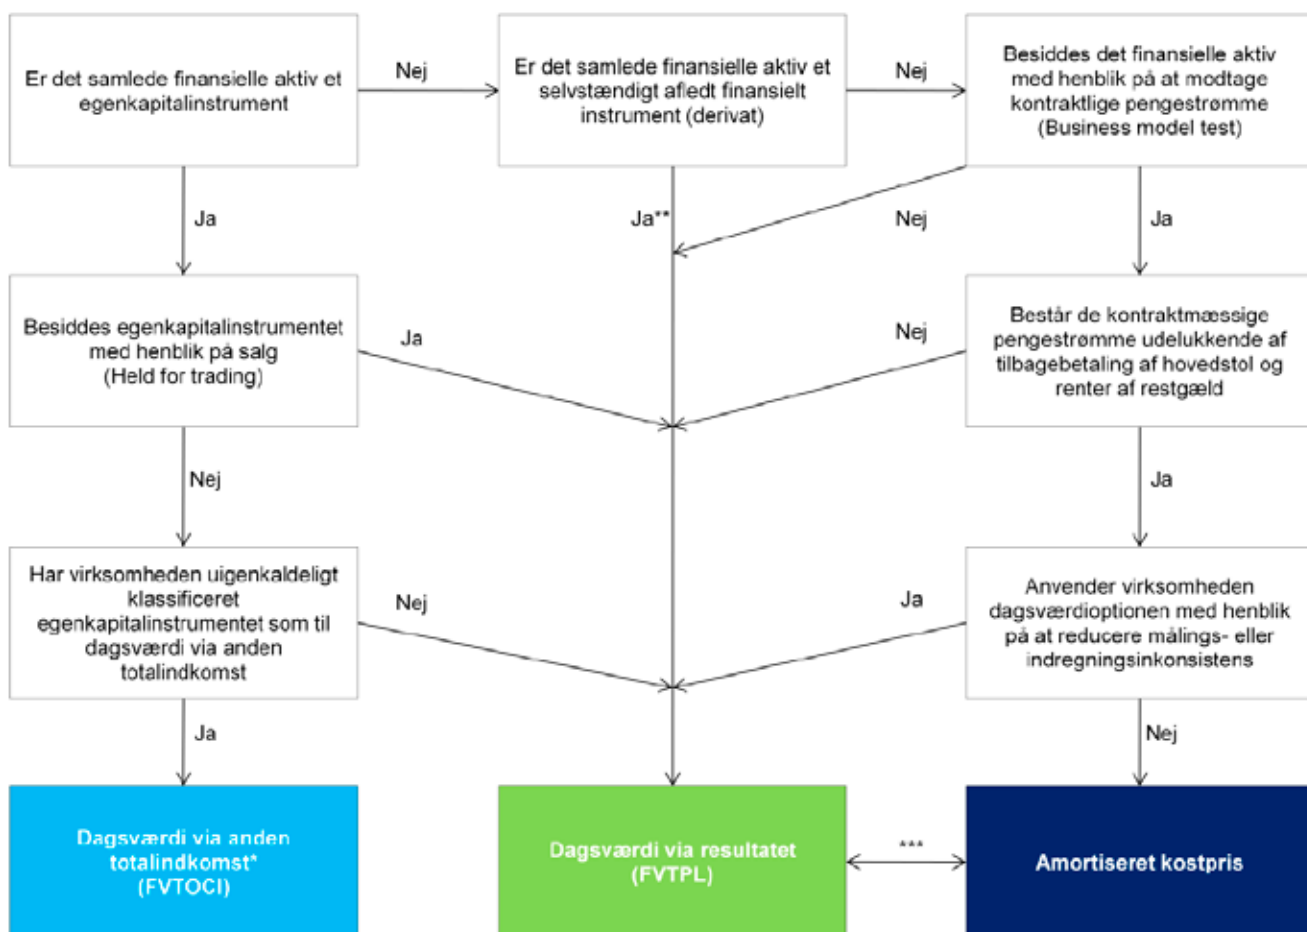 Er det samlede finansielle aktiv et
egenkapitalinstrument
Nej
Er det samlede finansielle aktiv et
selvstændigt afledt finansielt
instrument (derivat)
Nej
Besiddes det finansielle aktiv
med henblik på at modtage
kontraktlige pengestrømme
(Business model test)
Ja
Ja**
Nej
Ja
Besiddes egenkapitalinstrumentet
med henblik på salg
(Held for trading)
Ja
Nej
Består de kontraktmæssige
pengestrømme udelukkende af
tilbagebetaling af hovedstol og
renter af restgæld
Nej
Ja
Har virksomheden uigenkaldeligt
klassificeret
egenkapitalinstrumentet som til
dagsværdi via anden
totalindkomst
Nej
Ja
Anvender virksomheden
dagsværdioptionen med henblik
på at reducere målings- eller
indregningsinkonsistens
Ja
Nej
Dagsværdi via anden
totalindkomst*
(FVTOCI)
Dagsværdi via resultatet
(FVTPL)
***
Amortiseret kostpris